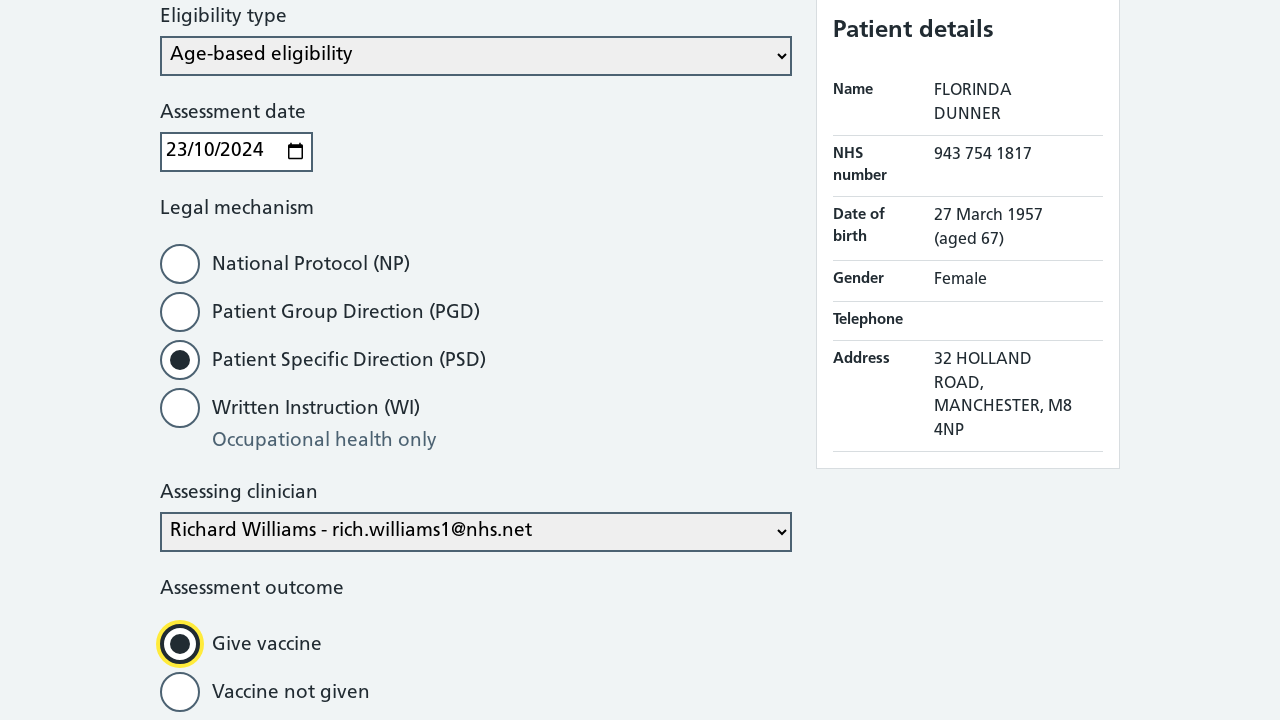 Eligibility type
Age-based eligibility
Assessment date
23/10/2024
Legal mechanism
National Protocol (NP)
Patient Group Direction (PGD)
Patient Specific Direction (PSD)
Written Instruction (WI)
Occupational health only
Assessing clinician
Richard Williams - rich.williams1@nhs.net
Assessment outcome
Give vaccine
Vaccine not given
Patient details
Name FLORINDA
DUNNER
NHS 943 754 1817
number
Date of 27 March 1957
birth (aged 67)
Gender Female
Telephone
Address 32 HOLLAND
ROAD,
MANCHESTER, M8
4NP